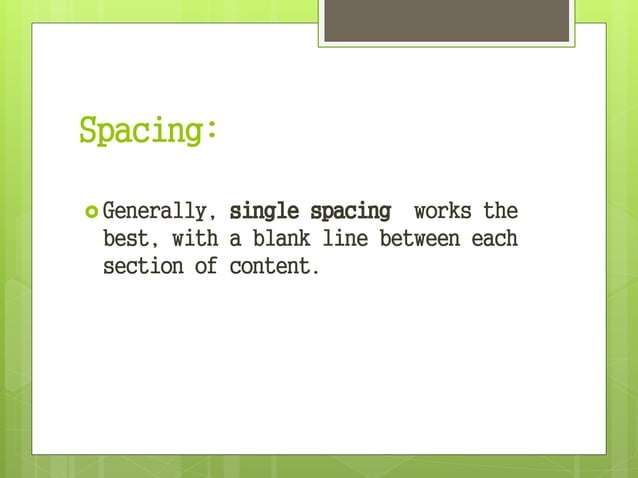 Spacing:
Generally, single spacing works the
best, with a blank line between each
section of content.